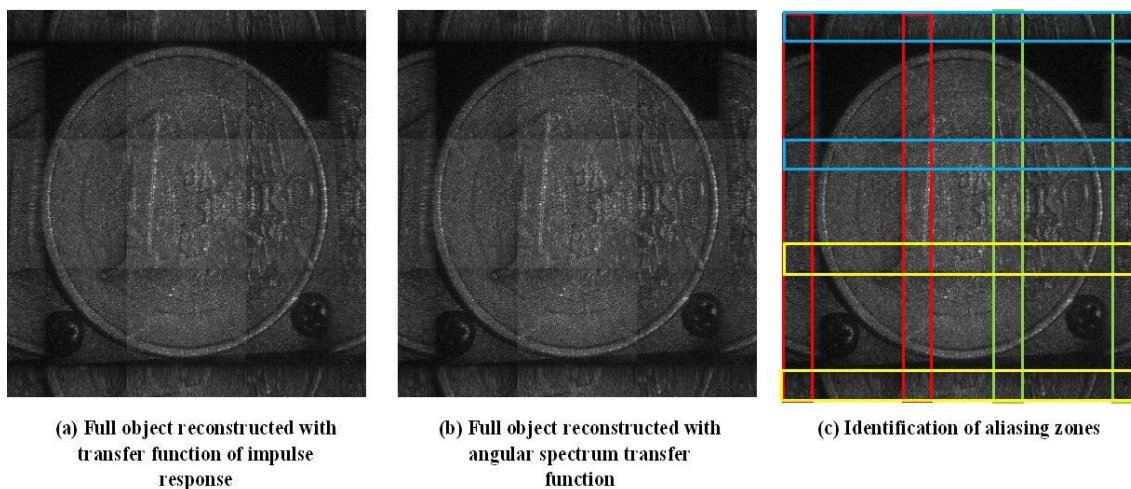 (a) Full object reconstructed with
transfer function of impulse
response
(b) Full object reconstructed with
angular spectrum transfer
function
(c) Identification of aliasing zones